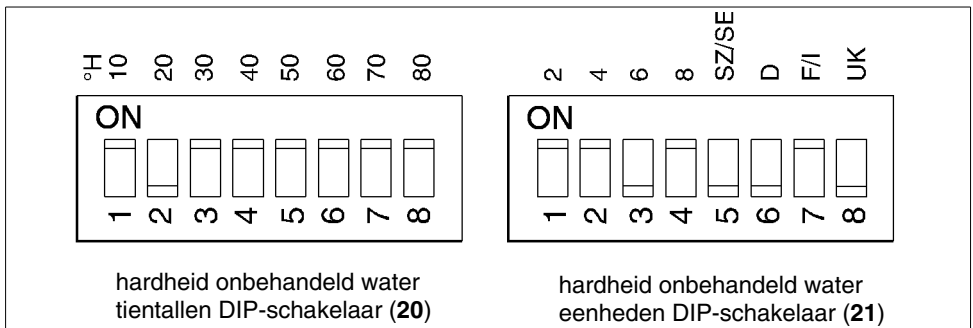 °H 10 20 30 40 50 60 70 80
2 4 6 8 SZ/SE D F/I UK
ON
1 2 3 4 5 6 7 8
ON
1 2 3 4 5 6 7 8
hardheid onbehandeld water
tientallen DIP-schakelaar (20)
hardheid onbehandeld water
eenheden DIP-schakelaar (21)